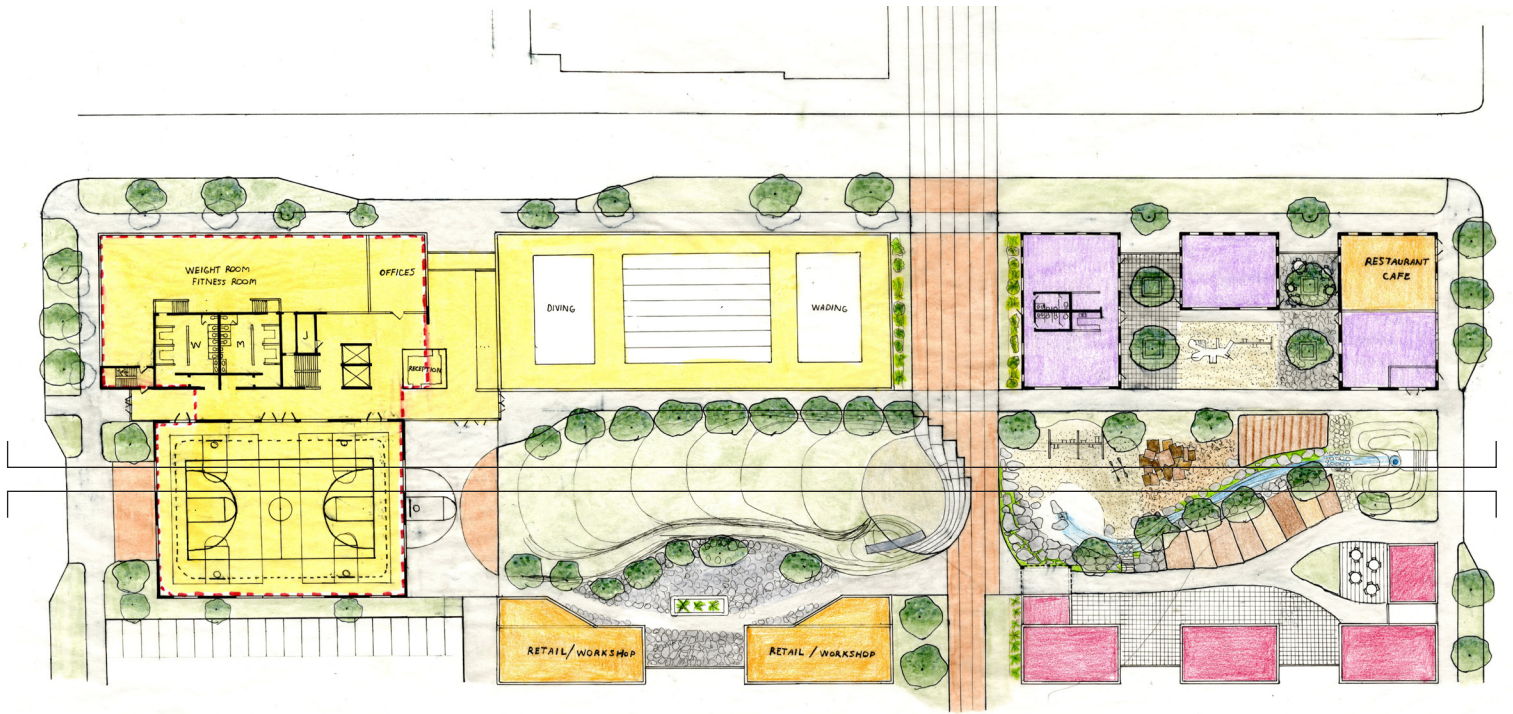 WEIGHT ROOM
FITNESS ROOM
OFFICES
W
M
J
RECEPTION
DIVING
WADING
RESTAURANT
CAFE
RETAIL/WORKSHOP
RETAIL / WORKSHOP